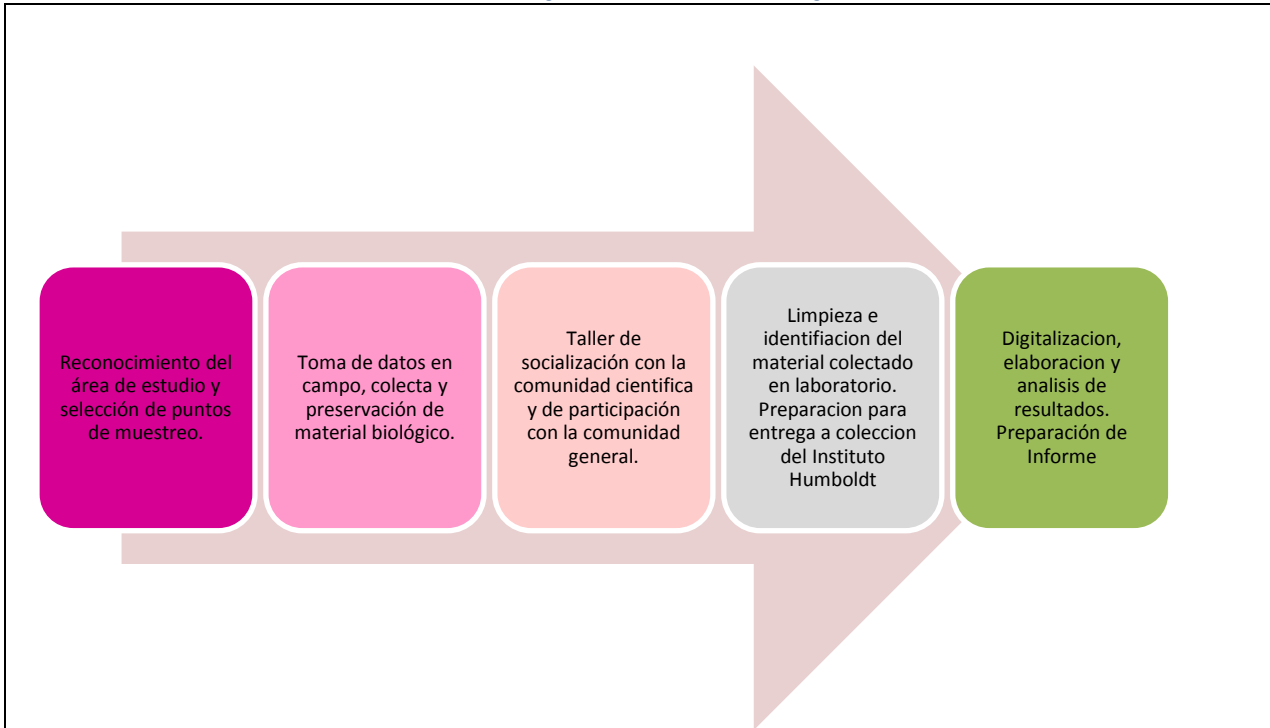 Reconocimiento del
área de estudio y
selección de puntos
de muestreo.
Toma de datos en
campo, colecta y
preservación de
material biológico.
Taller de
socialización con la
comunidad cientifica
y de participación
con la comunidad
general.
Limpieza e
identifiacion del
material colectado
en laboratorio.
Preparacion para
entrega a coleccion
del Instituto
Humboldt
Digitalizacion,
elaboracion y
analisis de
resultados.
Preparación de
Informe